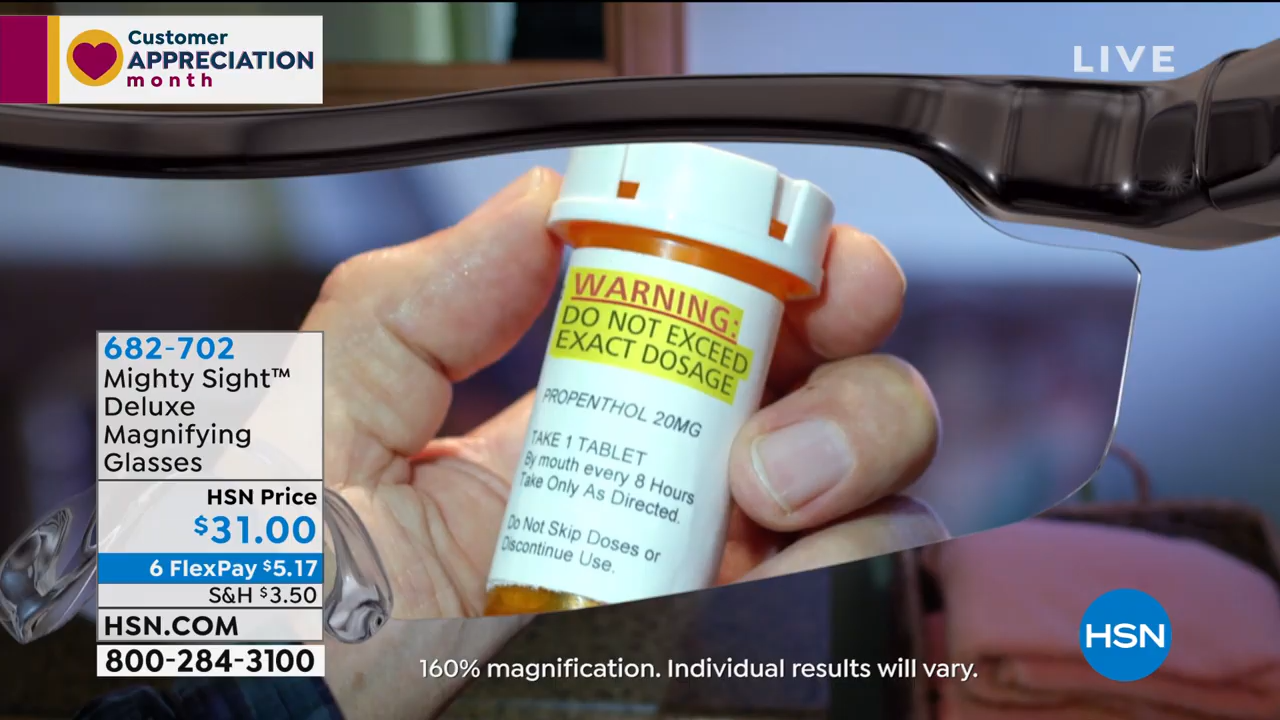 Customer
APPRECIATION
month
LIVE
WARNING:
DO NOT EXCEED
EXACT DOSAGE
PROPENTHOL 20MG
TAKE 1 TABLET
By mouth every 8 Hours
Take Only As Directed.
Do Not Skip Doses or
Discontinue Use.
682-702
Mighty Sight™
Deluxe
Magnifying
Glasses
HSN Price
$31.00
6 FlexPay $5.17
S&H $3.50
HSN.COM
800-284-3100
160% magnification. Individual results will vary.
HSN